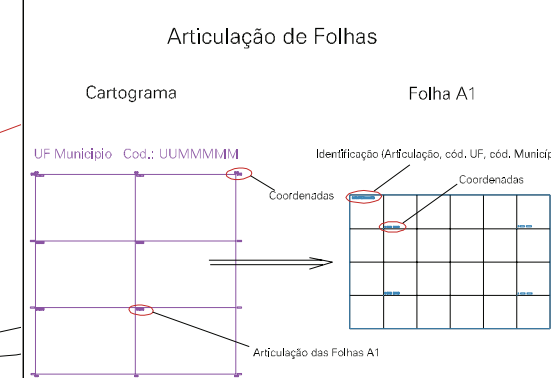 Articulação de Folhas
Cartograma
Folha A1
UF Municipio Cod.: UUMMMMM
Identificação (Articulação, cód. UF, cód. Municíp
Coordenadas
Coordenadas
Articulação das Folhas A1